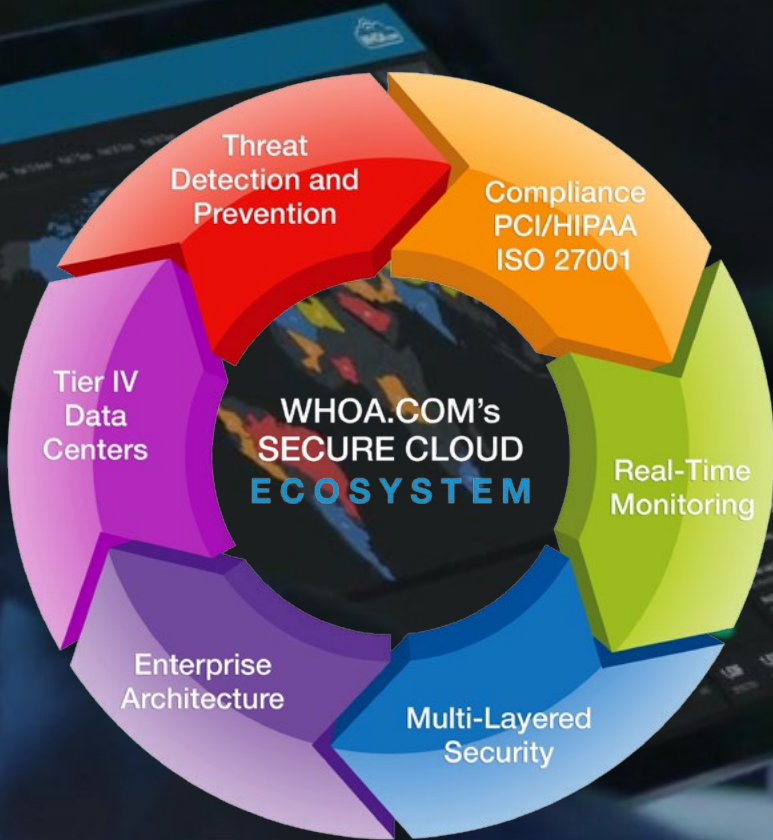 Threat
Detection and
Prevention
Compliance
PCI/HIPAA
ISO 27001
Real-Time
Monitoring
Multi-Layered
Security
Enterprise
Architecture
Tier IV
Data
Centers
WHOA.COM's
SECURE CLOUD
ECOSYSTEM